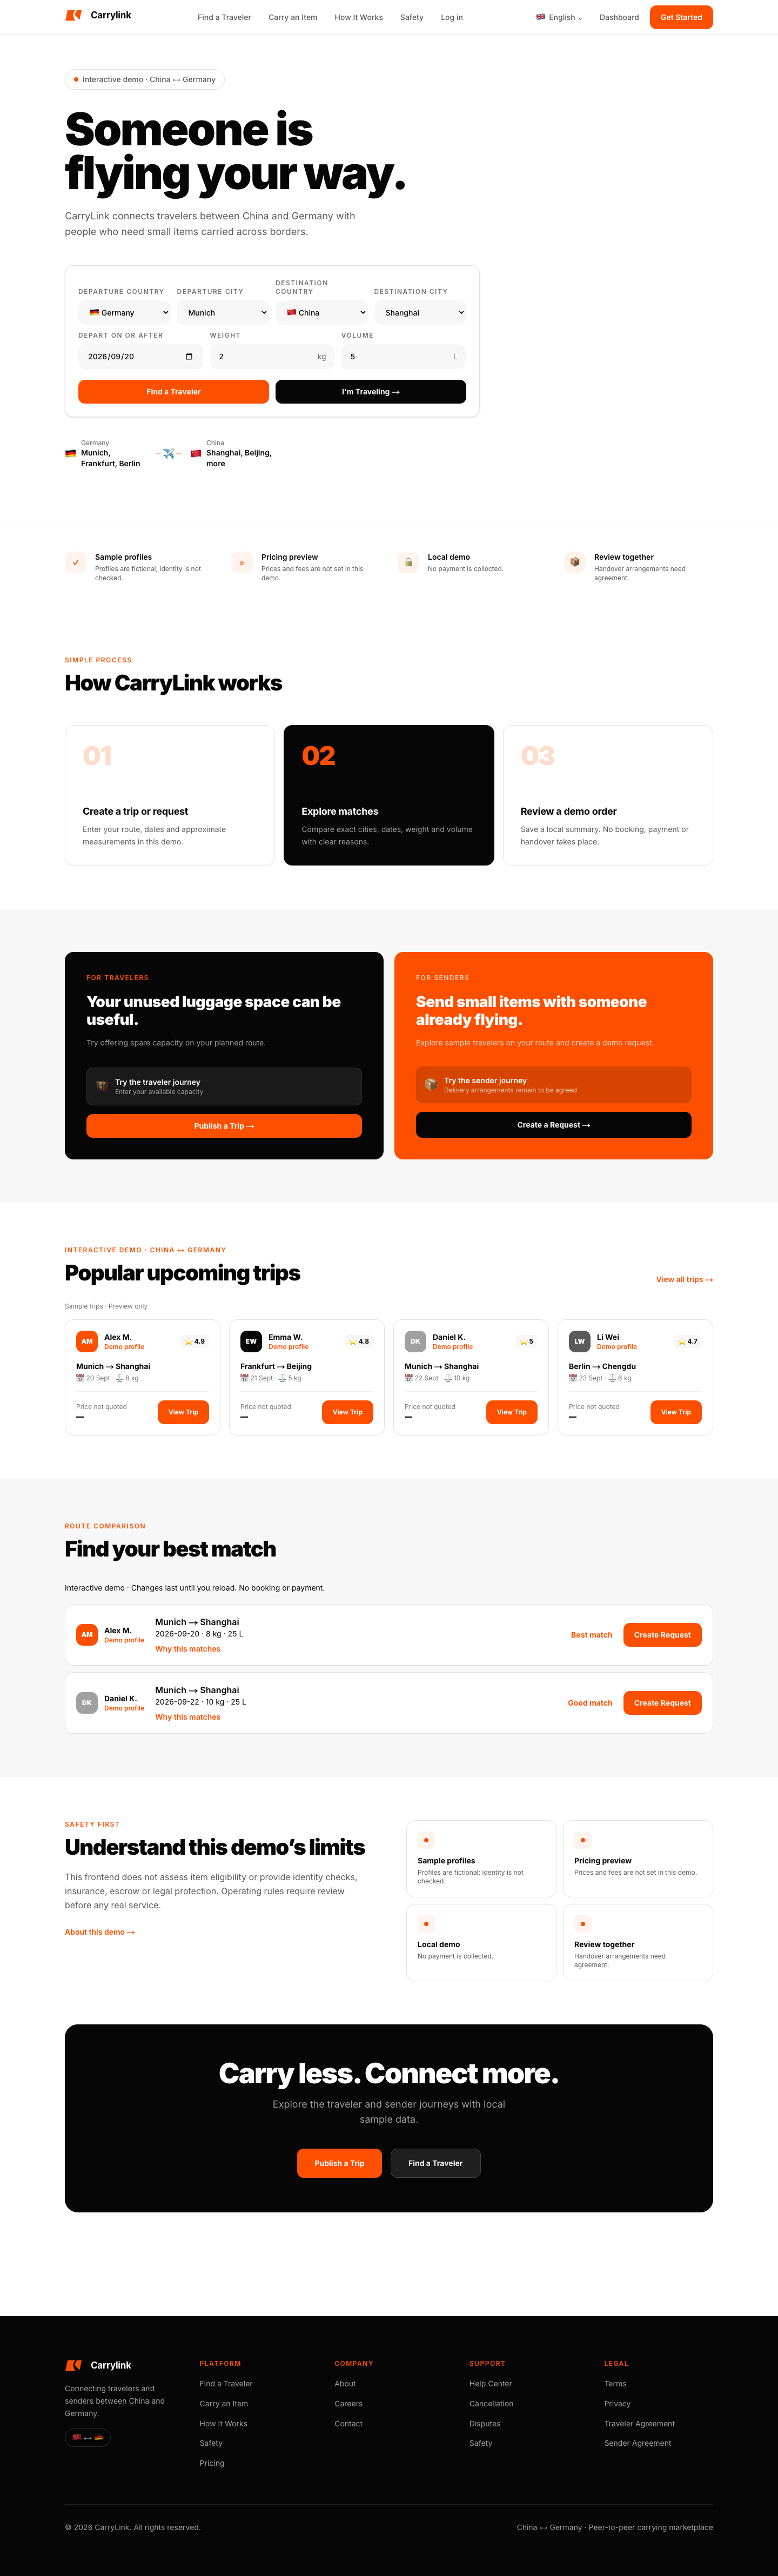 Carrylink
Find a Traveler
Carry an Item
How It Works
Safety
Log in
English
Dashboard
Get Started
Interactive demo · China ↔ Germany
Someone is
flying your way.
CarryLink connects travelers between China and Germany with
people who need small items carried across borders.
DEPARTURE COUNTRY
DEPARTURE CITY
DESTINATION
COUNTRY
DESTINATION CITY
Germany
Munich
China
Shanghai
DEPART ON OR AFTER
WEIGHT
VOLUME
2026/09/20
2
kg
5
L
Find a Traveler
I'm Traveling →
Germany
Munich,
Frankfurt, Berlin
China
Shanghai, Beijing,
more
Sample profiles
Profiles are fictional; identity is not
checked.
Pricing preview
Prices and fees are not set in this
demo.
Local demo
No payment is collected.
Review together
Handover arrangements need
agreement.
SIMPLE PROCESS
How CarryLink works
01
Create a trip or request
Enter your route, dates and approximate
measurements in this demo.
02
Explore matches
Compare exact cities, dates, weight and volume
with clear reasons.
03
Review a demo order
Save a local summary. No booking, payment or
handover takes place.
FOR TRAVELERS
Your unused luggage space can be
useful.
Try offering spare capacity on your planned route.
Try the traveler journey
Enter your available capacity
Publish a Trip →
FOR SENDERS
Send small items with someone
already flying.
Explore sample travelers on your route and create a demo request.
Try the sender journey
Delivery arrangements remain to be agreed
Create a Request →
INTERACTIVE DEMO · CHINA ↔ GERMANY
Popular upcoming trips
View all trips →
Sample trips · Preview only
AM
Alex M.
Demo profile
4.9
Munich → Shanghai
20 Sept · 8 kg
Price not quoted
—
View Trip
EW
Emma W.
Demo profile
4.8
Frankfurt → Beijing
21 Sept · 5 kg
Price not quoted
—
View Trip
DK
Daniel K.
Demo profile
5
Munich → Shanghai
22 Sept · 10 kg
Price not quoted
—
View Trip
LW
Li Wei
Demo profile
4.7
Berlin → Chengdu
23 Sept · 6 kg
Price not quoted
—
View Trip
ROUTE COMPARISON
Find your best match
Interactive demo · Changes last until you reload. No booking or payment.
AM
Alex M.
Demo profile
Munich → Shanghai
2026-09-20 · 8 kg · 25 L
Why this matches
Best match
Create Request
DK
Daniel K.
Demo profile
Munich → Shanghai
2026-09-22 · 10 kg · 25 L
Why this matches
Good match
Create Request
SAFETY FIRST
Understand this demo’s limits
This frontend does not assess item eligibility or provide identity checks,
insurance, escrow or legal protection. Operating rules require review
before any real service.
About this demo →
Sample profiles
Profiles are fictional; identity is not
checked.
Pricing preview
Prices and fees are not set in this demo.
Local demo
No payment is collected.
Review together
Handover arrangements need
agreement.
Carry less. Connect more.
Explore the traveler and sender journeys with local
sample data.
Publish a Trip
Find a Traveler
Carrylink
Connecting travelers and
senders between China and
Germany.
↔
PLATFORM
Find a Traveler
Carry an Item
How It Works
Safety
Pricing
COMPANY
About
Careers
Contact
SUPPORT
Help Center
Cancellation
Disputes
Safety
LEGAL
Terms
Privacy
Traveler Agreement
Sender Agreement
© 2026 CarryLink. All rights reserved.
China ↔ Germany · Peer-to-peer carrying marketplace